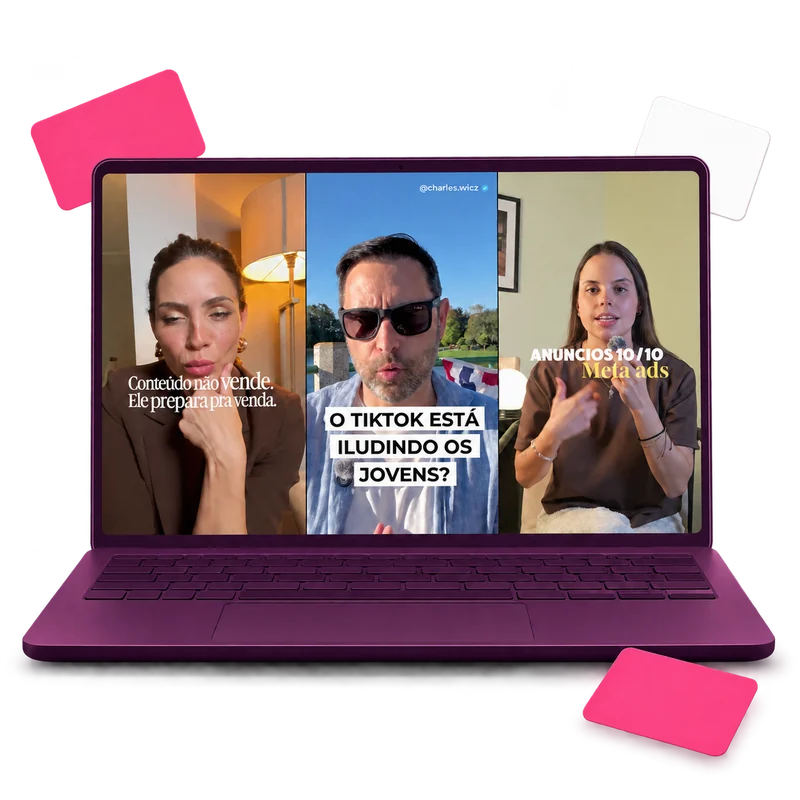 @charles.wicz
Conteúdo não vende.
Ele prepara pra venda.
O TIKTOK ESTÁ
ILUDINDO OS
JOVENS?
ANUNCIOS 10/10
Meta ads